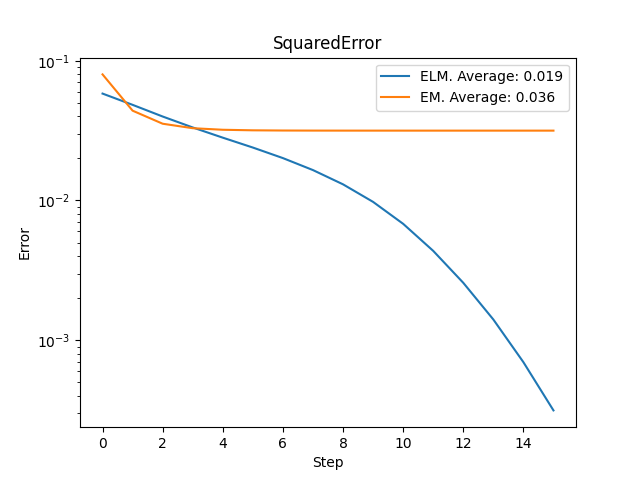 SquaredError
ELM. Average: 0.019
EM. Average: 0.036
Error
10⁻¹
10⁻²
10⁻³
0 2 4 6 8 10 12 14
Step